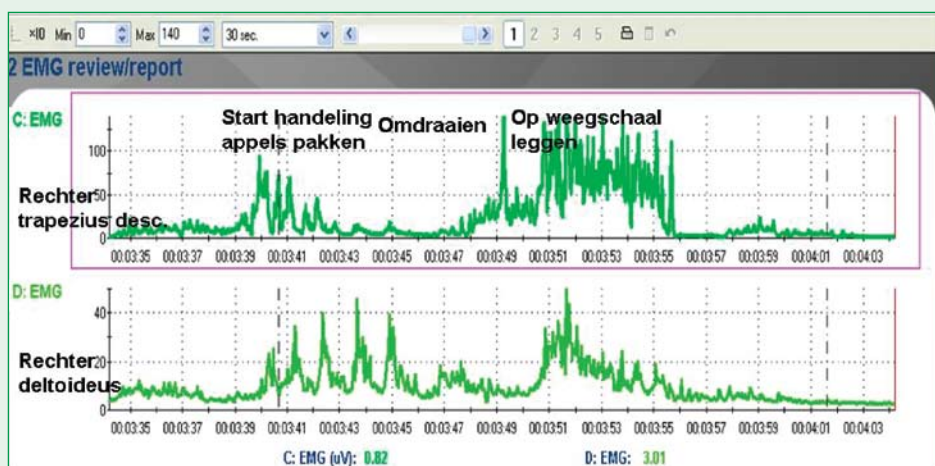 ×10 Min 0 Max 140 30 sec. 1 2 3 4 5
2 EMG review/report
C: EMG
Start handeling
appels pakken
Omdraaien
Op weegschaal
leggen
100
50
0
Rechter
trapezius desc.
00:03:35 00:03:37 00:03:39 00:03:41 00:03:43 00:03:45 00:03:47 00:03:49 00:03:51 00:03:53 00:03:55 00:03:57 00:03:59 00:04:01 00:04:03
D: EMG
40
20
0
Rechter
deltoideus
00:03:35 00:03:37 00:03:39 00:03:41 00:03:43 00:03:45 00:03:47 00:03:49 00:03:51 00:03:53 00:03:55 00:03:57 00:03:59 00:04:01 00:04:03
C: EMG (uV): 0.82 D: EMG: 3.01